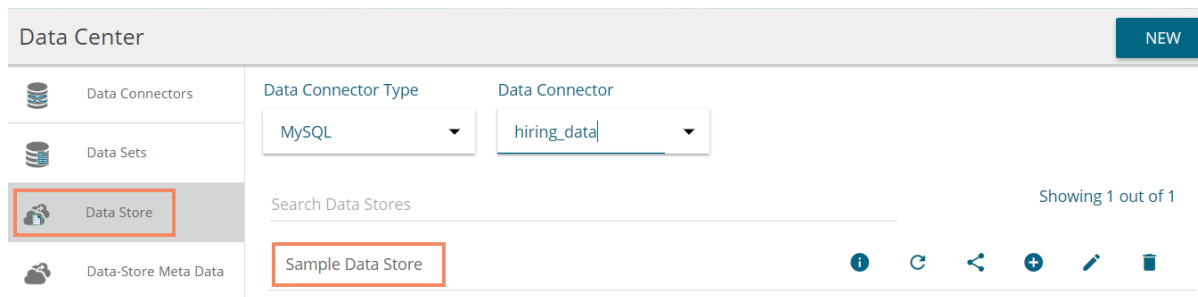 Data Center
NEW
Data Connectors
Data Sets
Data Store
Data-Store Meta Data
Data Connector Type
Data Connector
MySQL
hiring_data
Search Data Stores
Showing 1 out of 1
Sample Data Store